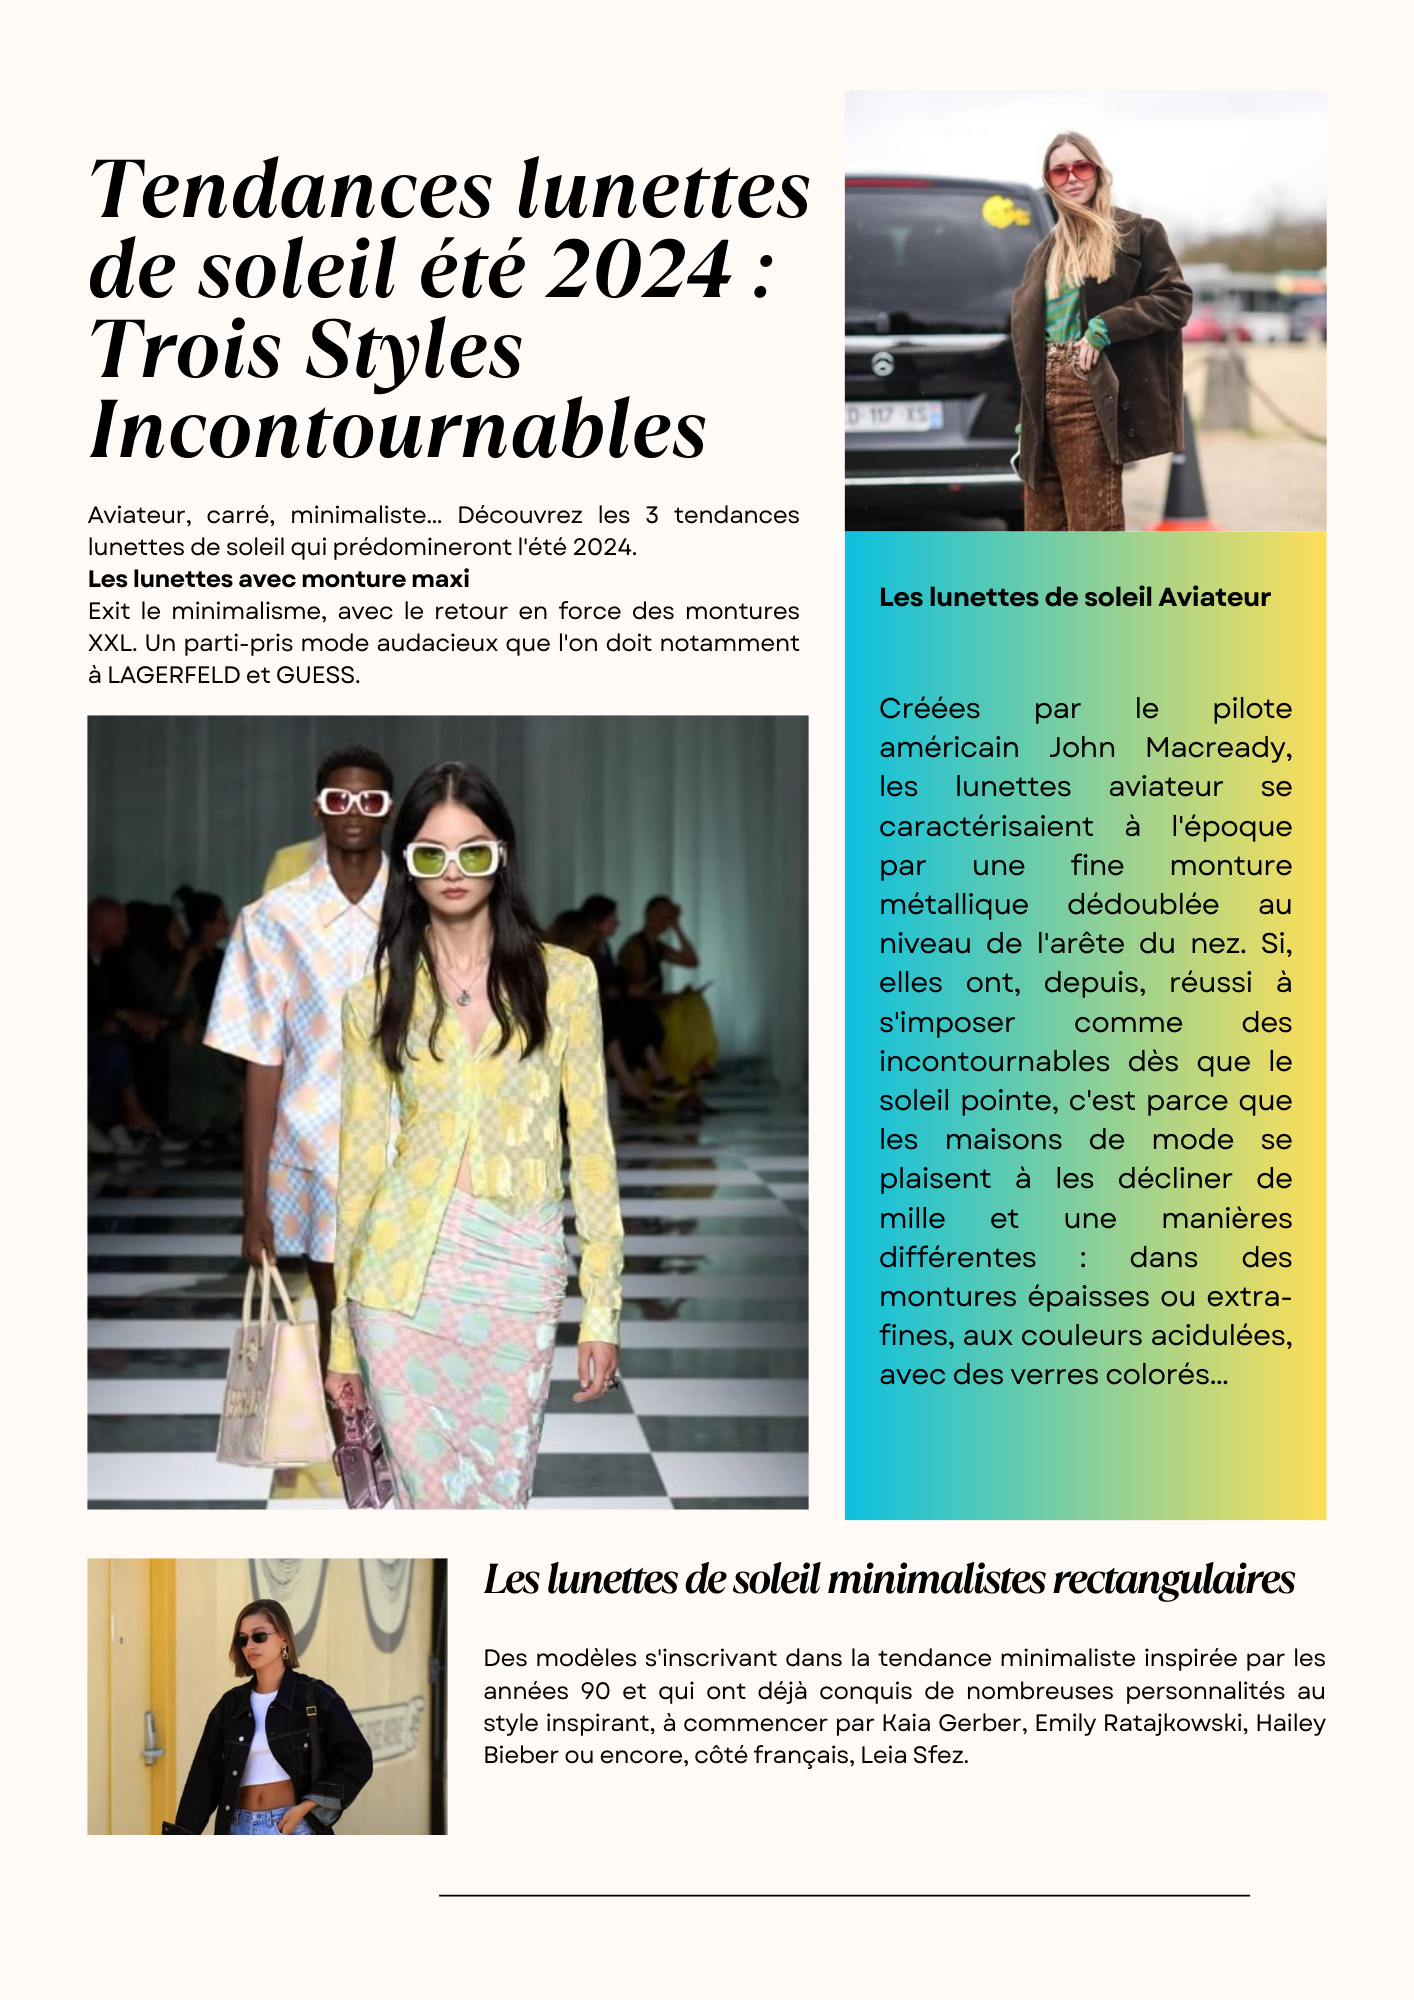 Tendances lunettes
de soleil été 2024 :
Trois Styles
Incontournables
Aviateur, carré, minimaliste... Découvrez les 3 tendances
lunettes de soleil qui prédomineront l'été 2024.
Les lunettes avec monture maxi
Exit le minimalisme, avec le retour en force des montures
XXL. Un parti-pris mode audacieux que l'on doit notamment
à LAGERFELD et GUESS.
117 XS
Les lunettes de soleil Aviateur
Créées par le pilote
américain John Macready,
les lunettes aviateur se
caractérisaient à l'époque
par une fine monture
métallique dédoublée au
niveau de l'arête du nez. Si,
elles ont, depuis, réussi à
s'imposer comme des
incontournables dès que le
soleil pointe, c'est parce que
les maisons de mode se
plaisent à les décliner de
mille et une manières
différentes : dans des
montures épaisses ou extra-
fines, aux couleurs acidulées,
avec des verres colorés...
Les lunettes de soleil minimalistes rectangulaires
Des modèles s'inscrivant dans la tendance minimaliste inspirée par les
années 90 et qui ont déjà conquis de nombreuses personnalités au
style inspirant, à commencer par Kaia Gerber, Emily Ratajkowski, Hailey
Bieber ou encore, côté français, Leia Sfez.